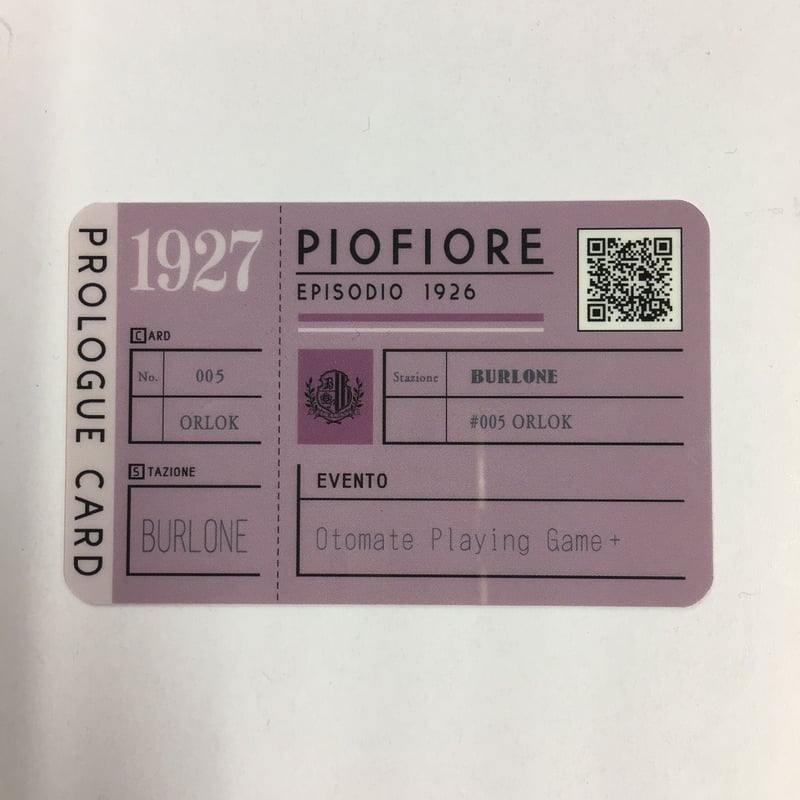 PROLOGUE CARD
1927
CARD
No. 005
ORLOK
STAZIONE
BURLONE
PIOFIORE
EPISODIO 1926
Stazione BURLONE
#005 ORLOK
EVENTO
Otomate Playing Game+